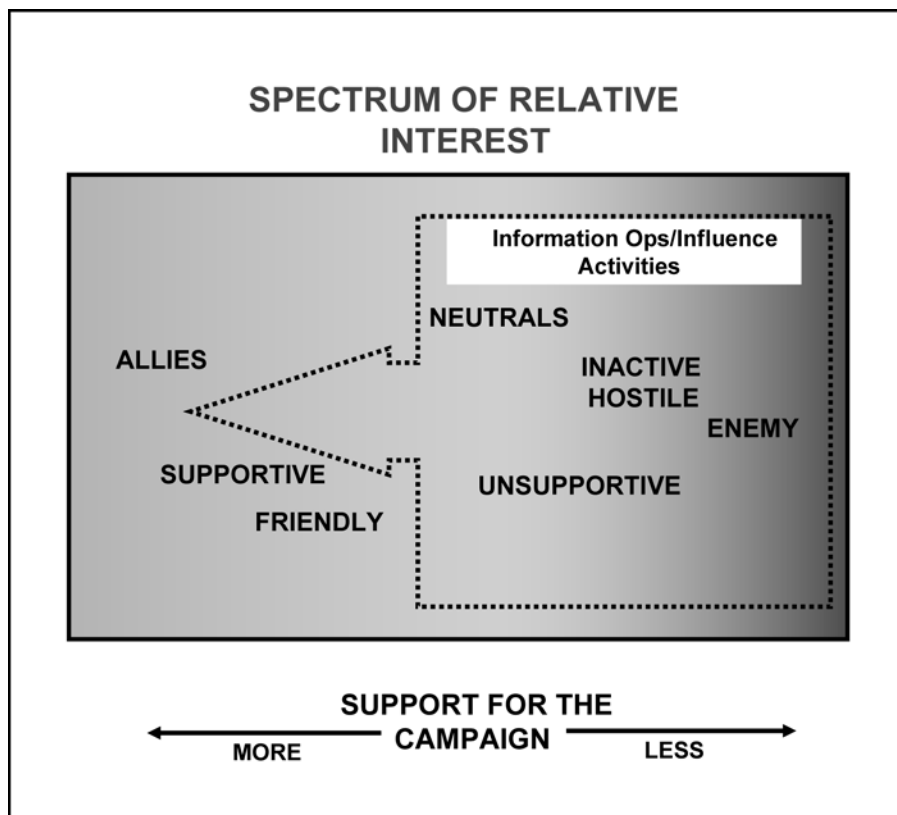 SPECTRUM OF RELATIVE
INTEREST
Information Ops/Influence
Activities
NEUTRALS
ALLIES
INACTIVE
HOSTILE
ENEMY
SUPPORTIVE
UNSUPPORTIVE
FRIENDLY
SUPPORT FOR THE
CAMPAIGN
MORE
LESS